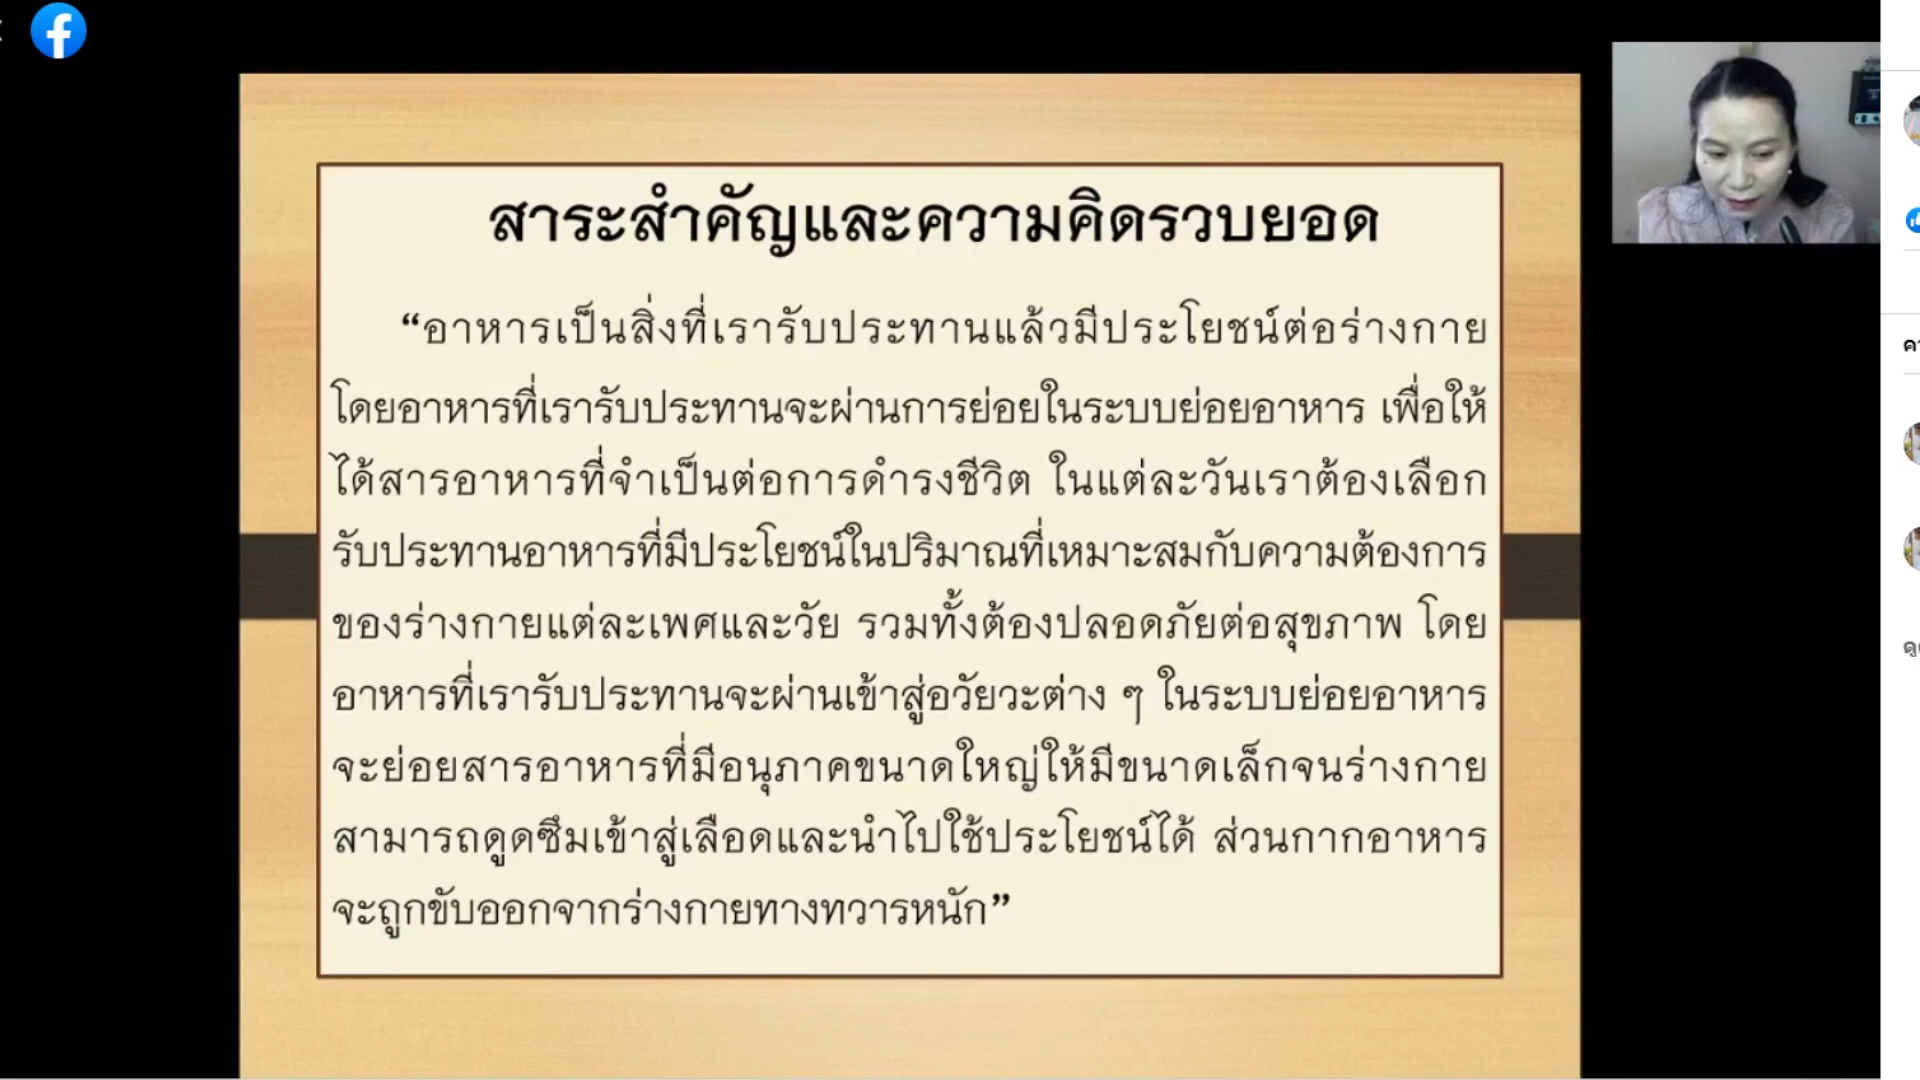 สาระสำคัญและความคิดรวบยอด
“อาหารเป็นสิ่งที่เรารับประทานแล้วมีประโยชน์ต่อร่างกาย
โดยอาหารที่เรารับประทานจะผ่านการย่อยในระบบย่อยอาหาร เพื่อให้
ได้สารอาหารที่จำเป็นต่อการดำรงชีวิต ในแต่ละวันเราต้องเลือก
รับประทานอาหารที่มีประโยชน์ในปริมาณที่เหมาะสมกับความต้องการ
ของร่างกายแต่ละเพศและวัย รวมทั้งต้องปลอดภัยต่อสุขภาพ โดย
อาหารที่เรารับประทานจะผ่านเข้าสู่อวัยวะต่าง ๆ ในระบบย่อยอาหาร
จะย่อยสารอาหารที่มีอนุภาคขนาดใหญ่ให้มีขนาดเล็กจนร่างกาย
สามารถดูดซึมเข้าสู่เลือดและนำไปใช้ประโยชน์ได้ ส่วนกากอาหาร
จะถูกขับออกจากร่างกายทางทวารหนัก”